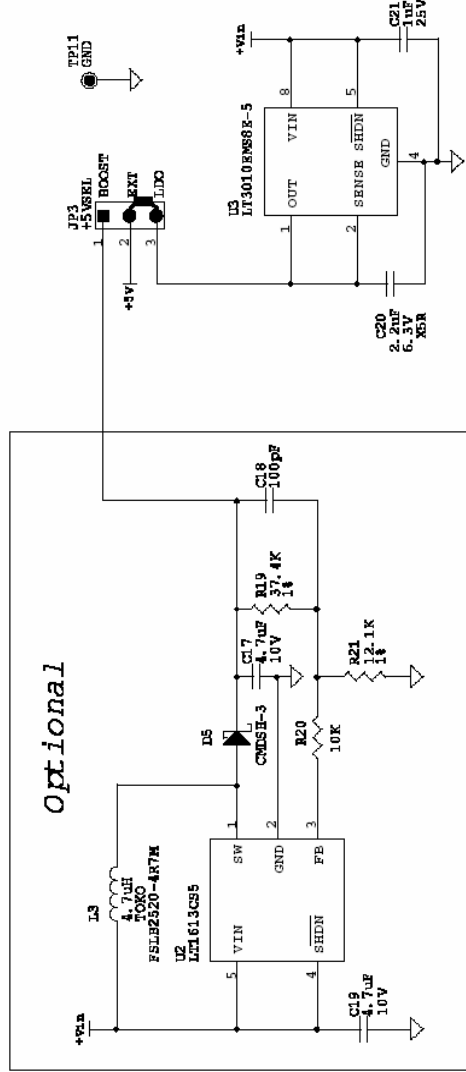 Optional
+Vin
L3
4.7uH
TOKO
FSLB2520-4R7M
U2
LT1613CS5
5
VIN
SW
1
GND
2
4
SHDN
FB
3
C19
4.7uF
10V
D5
CMDSH-3
C17
4.7uF
10V
R19
37.4K
1%
C18
100pF
R20
10K
R21
12.1K
1%
JP3
+5VSEL
1
BOOST
2
EXT
3
LDO
+5V
TP11
GND
U3
LT3010EMS8E-5
1
OUT
VIN
8
2
SENSE
SHDN
5
GND
4
+Vin
C20
2.2uF
6.3V
X5R
C21
1uF
25V